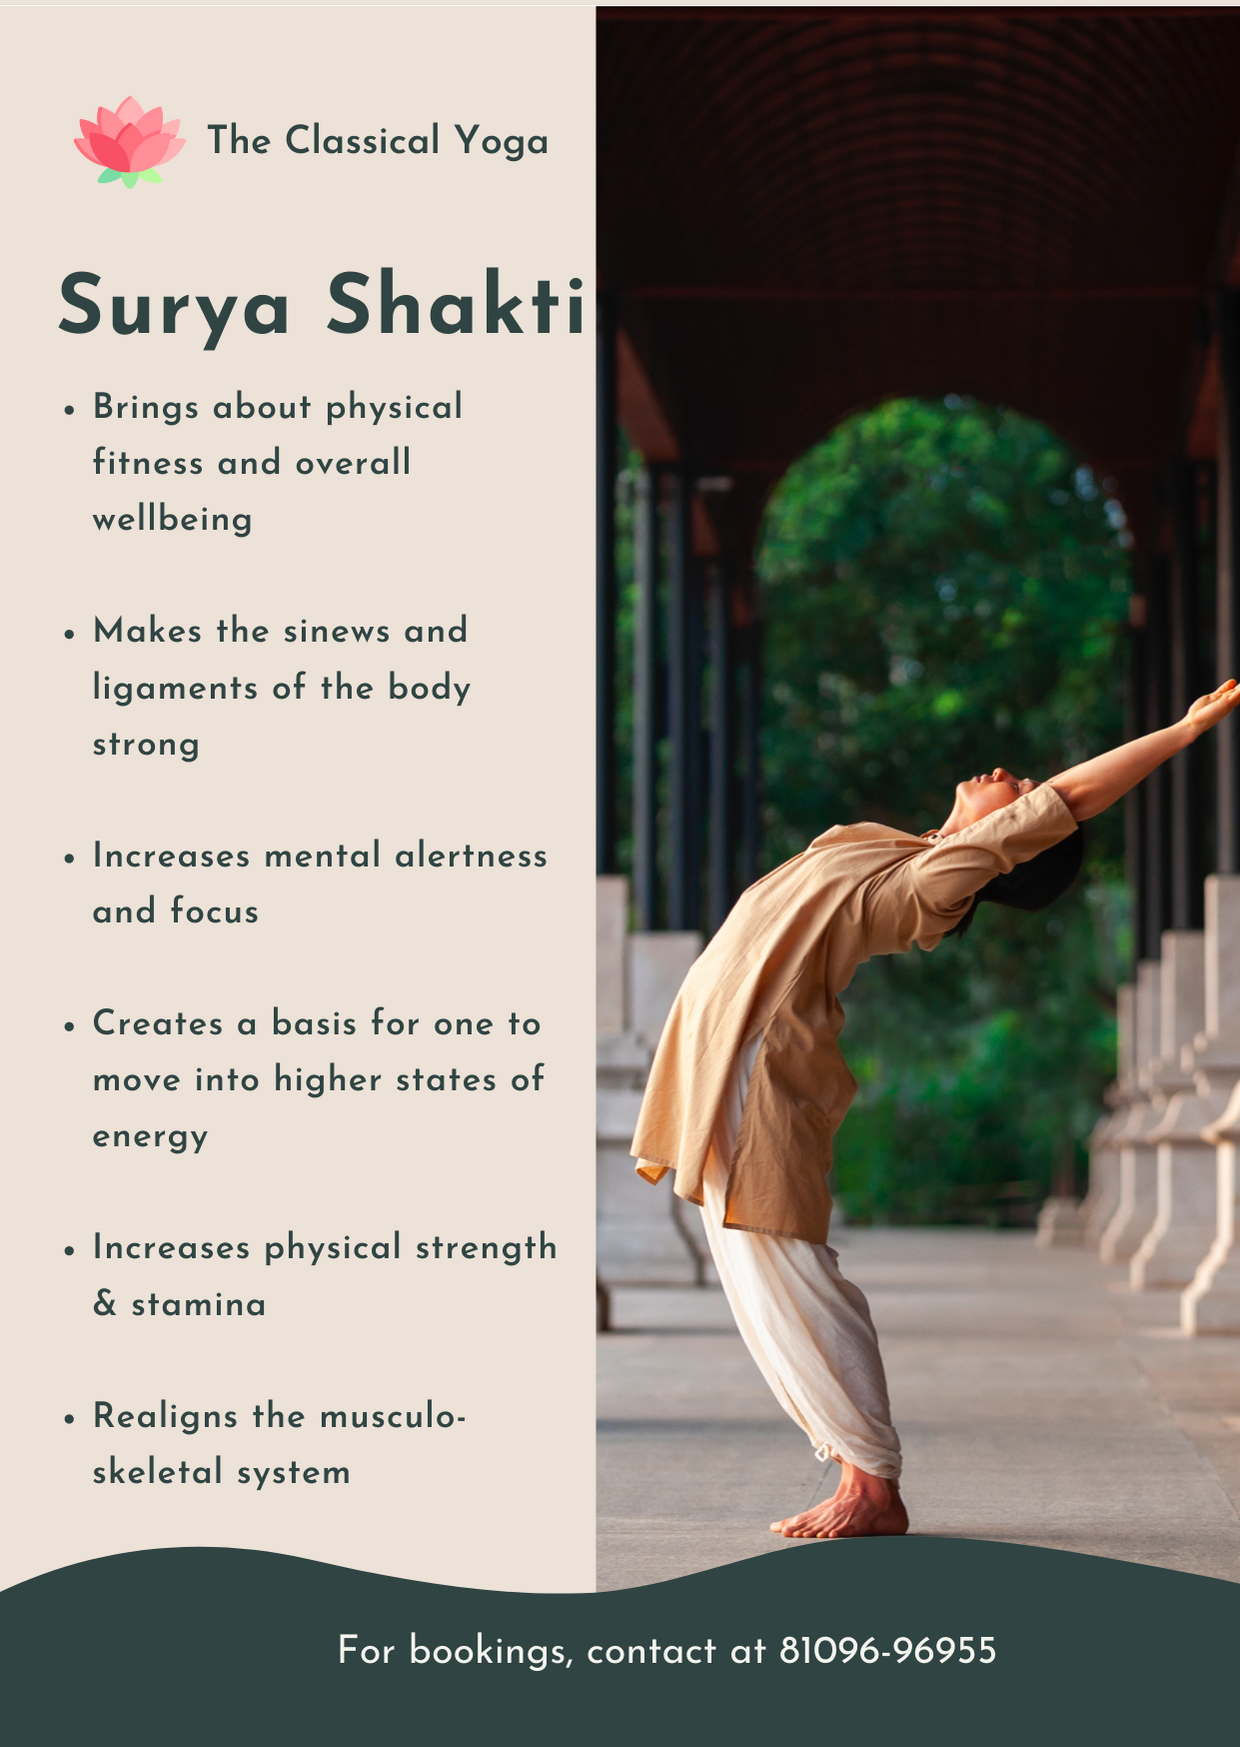 The Classical Yoga
Surya Shakti
• Brings about physical
fitness and overall
wellbeing
• Makes the sinews and
ligaments of the body
strong
• Increases mental alertness
and focus
• Creates a basis for one to
move into higher states of
energy
• Increases physical strength
& stamina
• Realigns the musculo-
skeletal system
For bookings, contact at 81096-96955